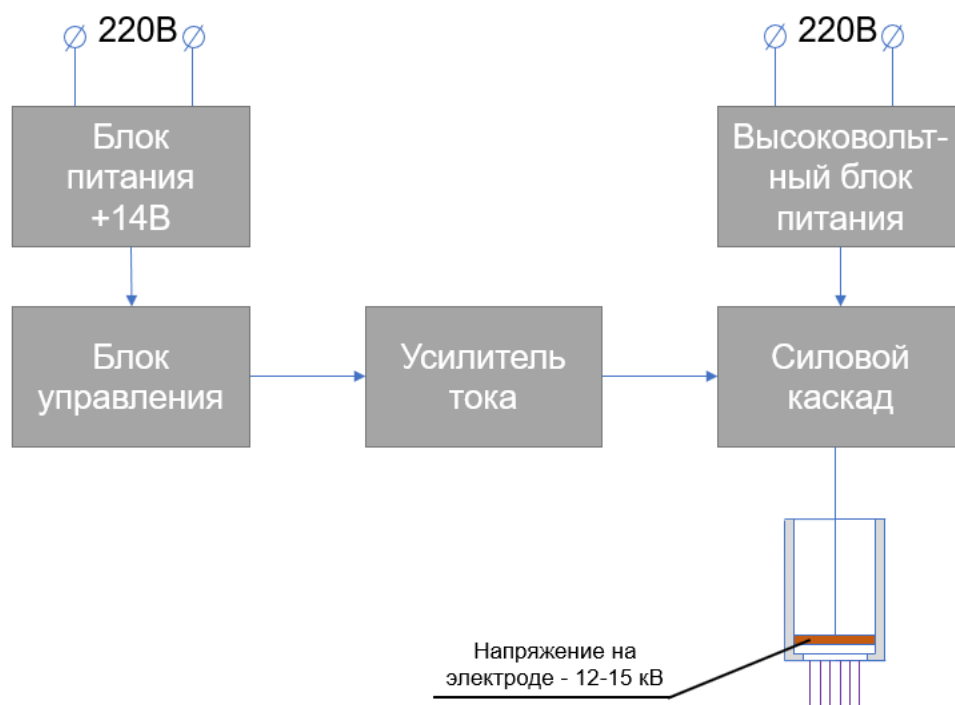 220В
220В
Блок
питания
+14В
Высоковольт-
ный блок
питания
Блок
управления
Усилитель
тока
Силовой
каскад
Напряжение на
электроде - 12-15 кВ